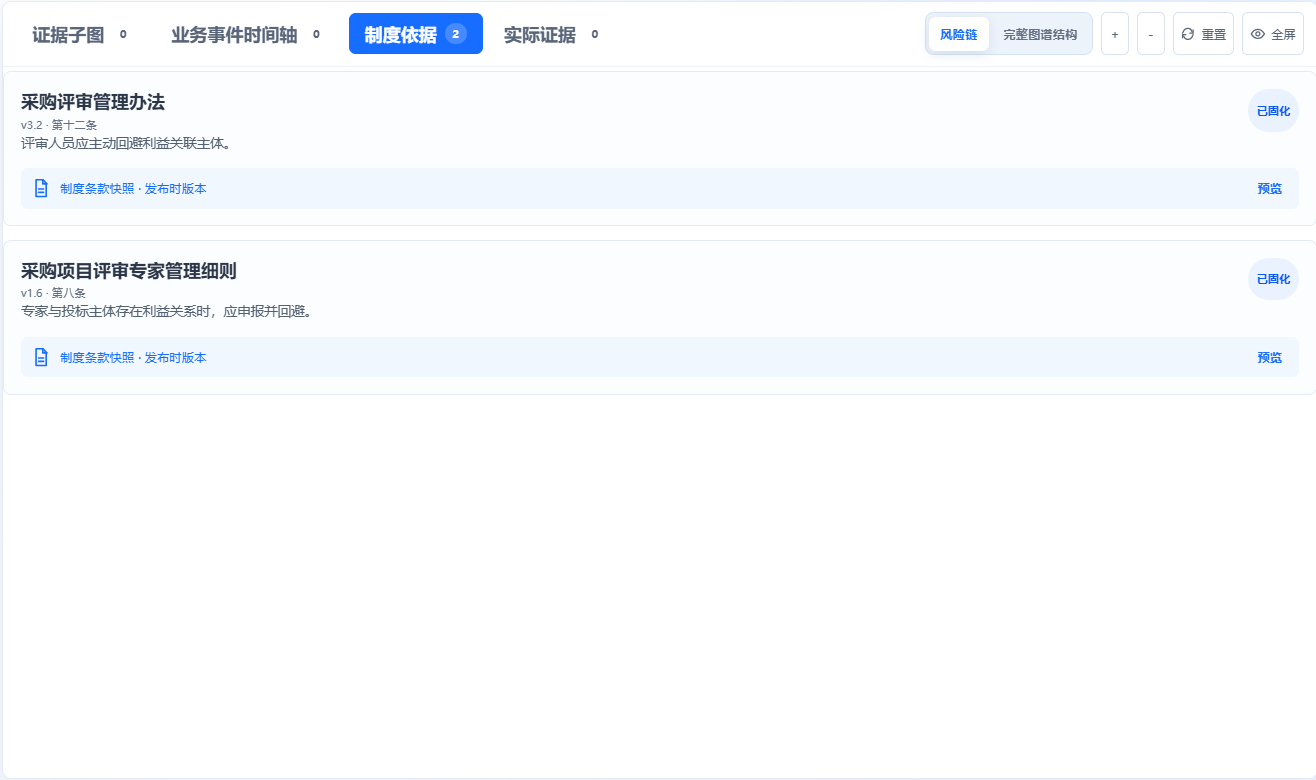 证据子图 0 业务事件时间轴 0 制度依据 2 实际证据 0 风险链 完整图谱结构 + - 重置 全屏
采购评审管理办法
已固化
v3.2 · 第十二条
评审人员应主动回避利益关联主体。
制度条款快照 · 发布时版本 预览
采购项目评审专家管理细则
已固化
v1.6 · 第八条
专家与投标主体存在利益关系时，应申报并回避。
制度条款快照 · 发布时版本 预览